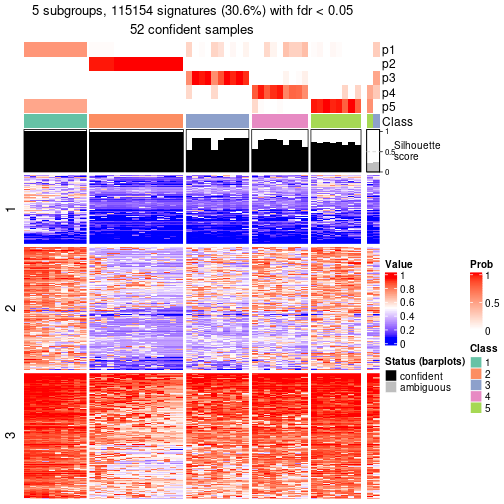 5 subgroups, 115154 signatures (30.6%) with fdr < 0.05
52 confident samples
p1
p2
p3
p4
p5
Class
1
0.5
0
Silhouette
score
1
2
3
Value
1
0.8
0.6
0.4
0.2
0
Status (barplots)
confident
ambiguous
Prob
1
0.5
0
Class
1
2
3
4
5